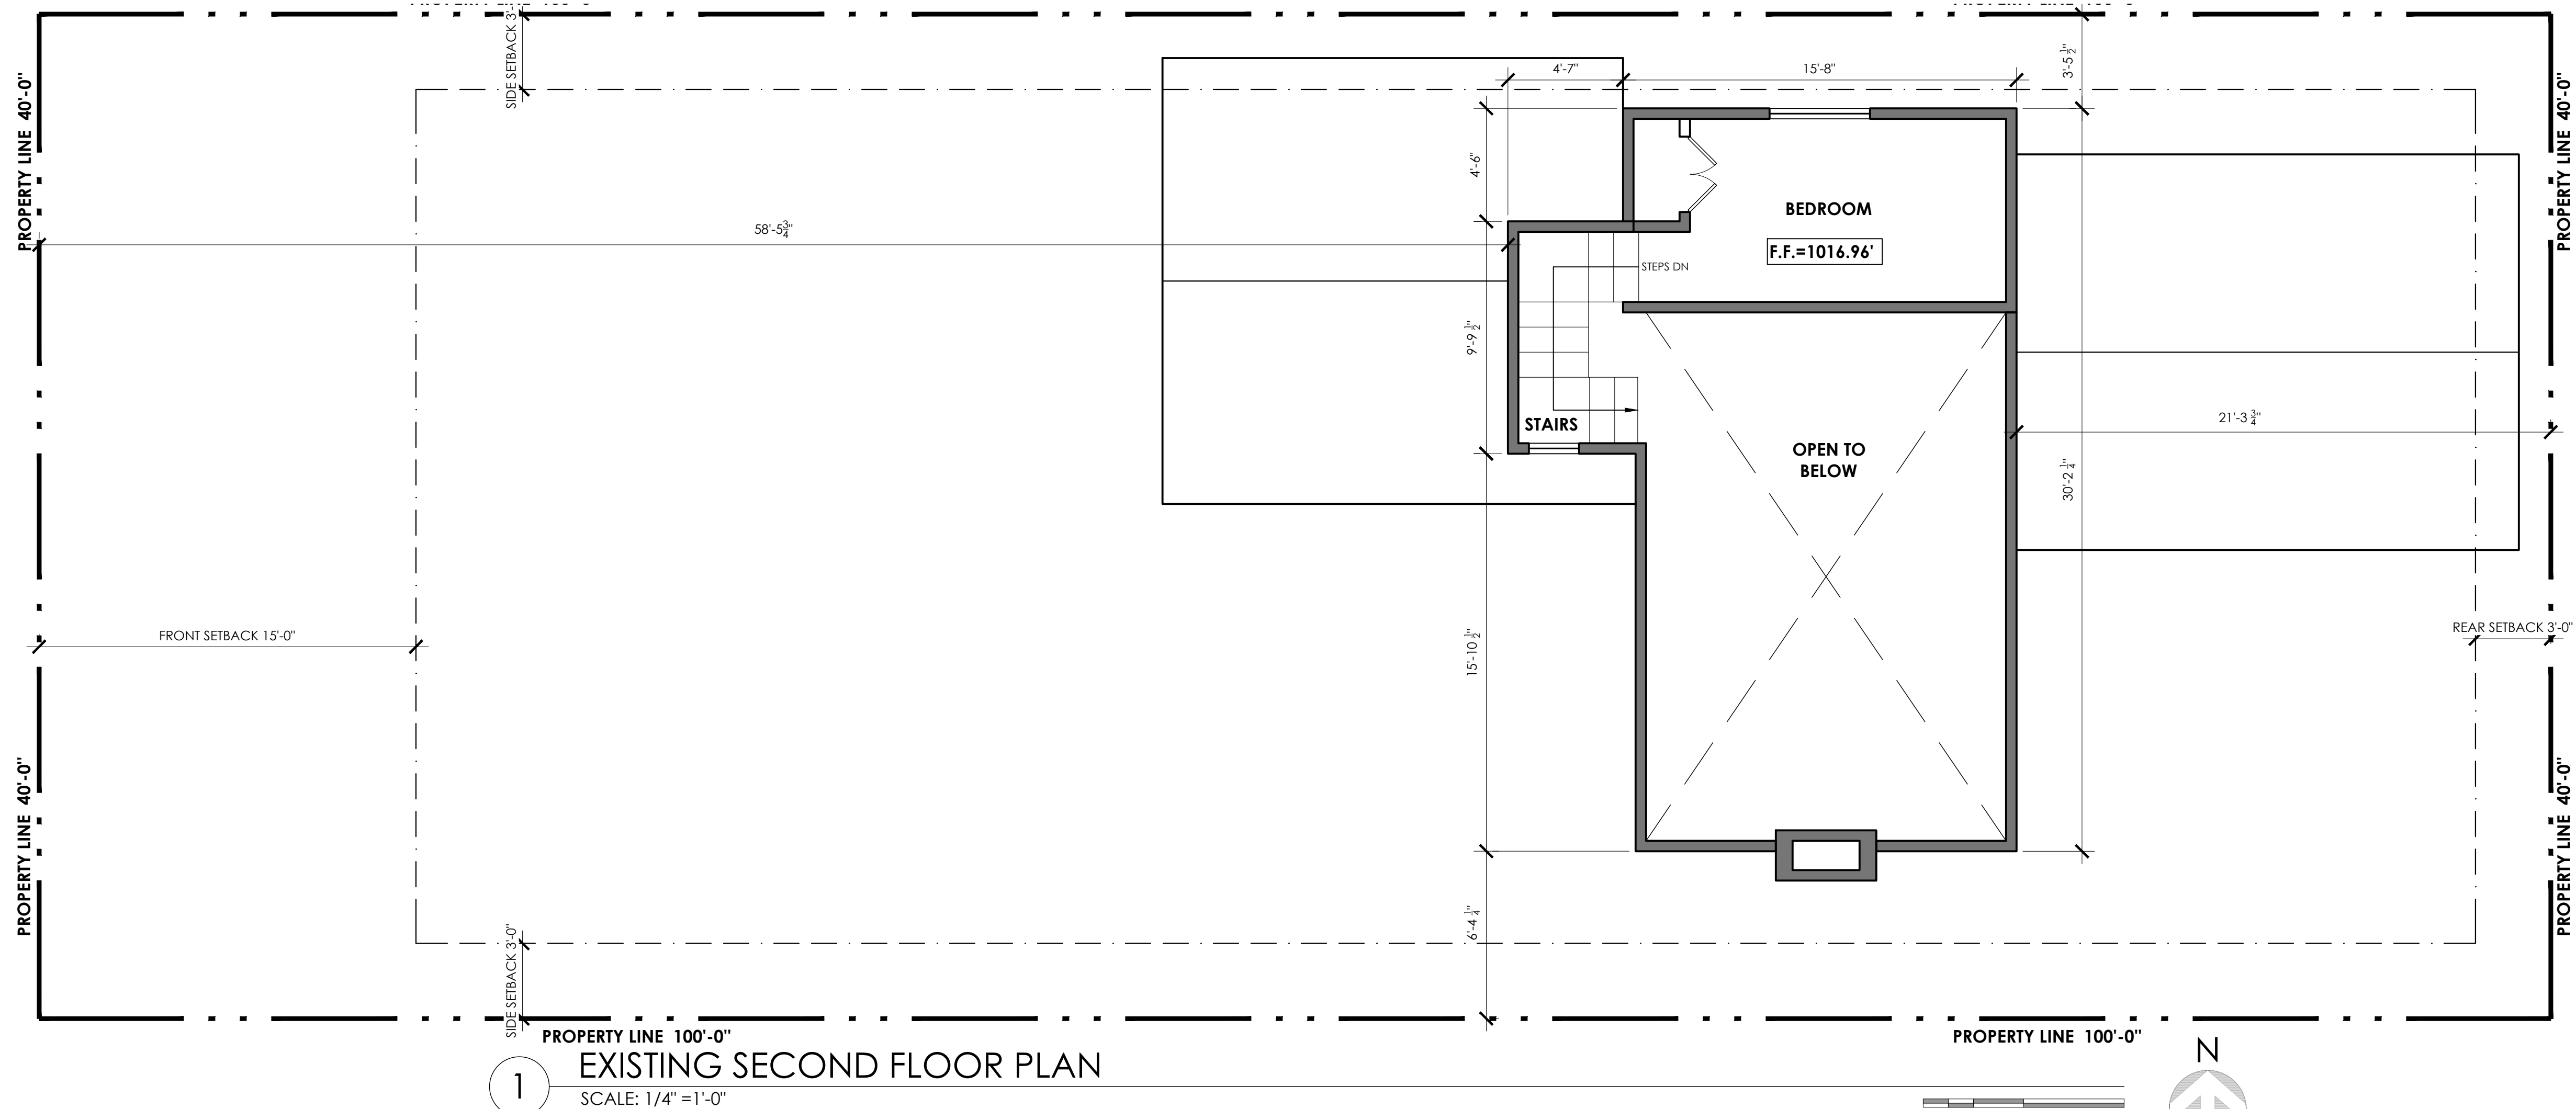 PROPERTY LINE 40'-0"
SIDE SETBACK 3'-
4'-7"
15'-8"
3'-5 1/2"
PROPERTY LINE 40'-0"
4'-6"
BEDROOM
F.F.=1016.96'
58'-5 3/4"
STEPS DN
9'-9 1/2"
STAIRS
OPEN TO
BELOW
21'-3 3/4"
30'-2 1/4"
FRONT SETBACK 15'-0"
REAR SETBACK 3'-0"
15'-10 1/2"
PROPERTY LINE 40'-0"
PROPERTY LINE 40'-0"
6'-4 1/4"
SIDE SETBACK 3'-0"
PROPERTY LINE 100'-0"
PROPERTY LINE 100'-0"
1
EXISTING SECOND FLOOR PLAN
SCALE: 1/4" =1'-0"
N